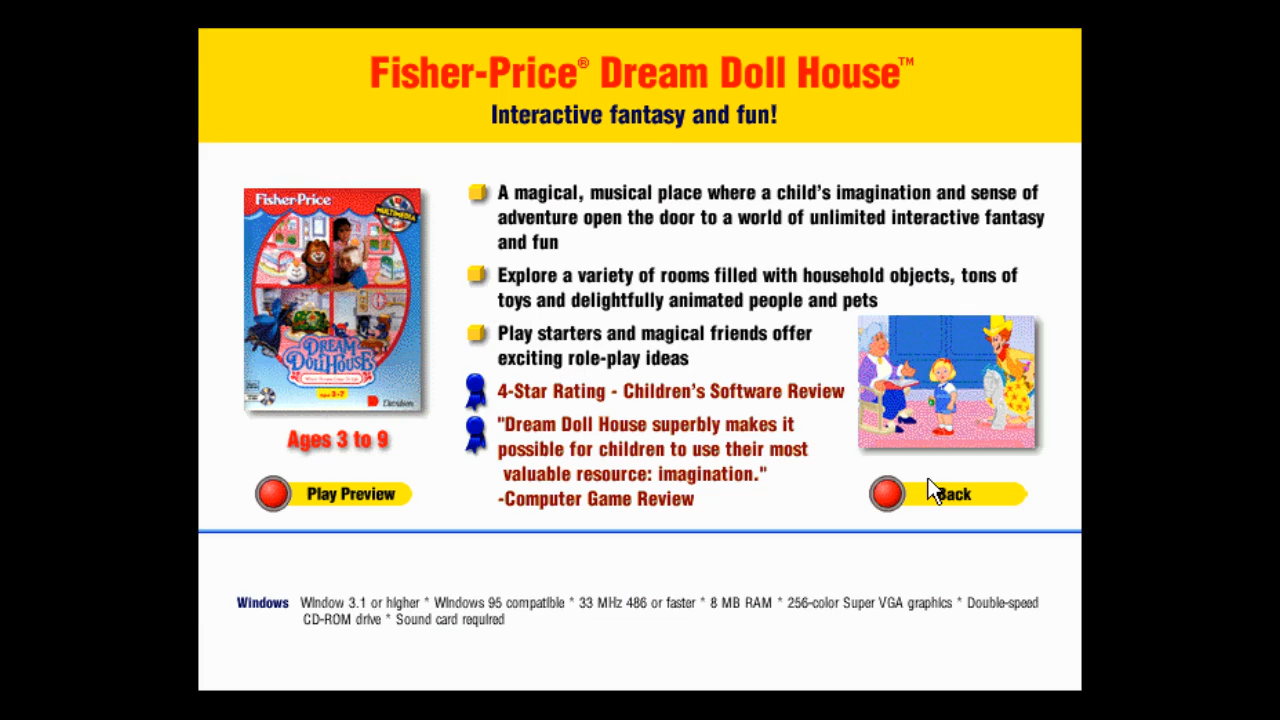 Fisher-Price® Dream Doll House™
Interactive fantasy and fun!
Fisher-Price
MULTIMEDIA
DREAM
DOLL HOUSE
Ages 3-7
Davidson
Ages 3 to 9
Play Preview
A magical, musical place where a child's imagination and sense of
adventure open the door to a world of unlimited interactive fantasy
and fun
Explore a variety of rooms filled with household objects, tons of
toys and delightfully animated people and pets
Play starters and magical friends offer
exciting role-play ideas
4-Star Rating - Children's Software Review
"Dream Doll House superbly makes it
possible for children to use their most
valuable resource: imagination."
-Computer Game Review
Back
Windows Window 3.1 or higher * Windows 95 compatible * 33 MHz 486 or faster * 8 MB RAM * 256-color Super VGA graphics * Double-speed
CD-ROM drive * Sound card required